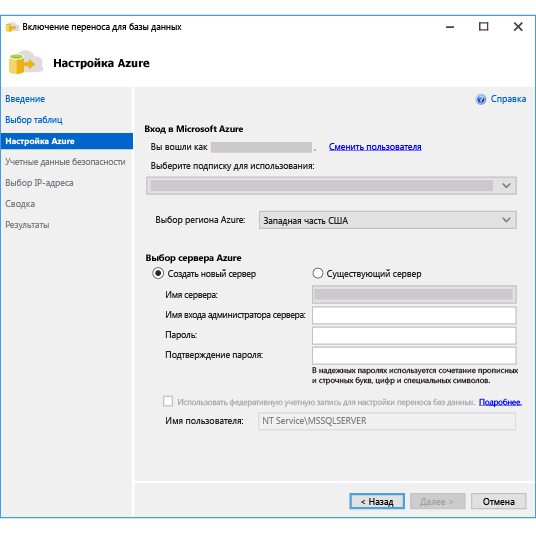 Включение переноса для базы данных
Настройка Azure
Введение
Выбор таблиц
Настройка Azure
Учетные данные безопасности
Выбор IP-адреса
Сводка
Результаты
Справка
Вход в Microsoft Azure
Вы вошли как . Сменить пользователя
Выберите подписку для использования:
Выбор региона Azure: Западная часть США
Выбор сервера Azure
Создать новый сервер Существующий сервер
Имя сервера:
Имя входа администратора сервера:
Пароль:
Подтверждение пароля:
В надежных паролях используется сочетание прописных
и строчных букв, цифр и специальных символов.
Использовать федеративную учетную запись для настройки переноса баз данных. Подробнее.
Имя пользователя: NT Service\MSSQLSERVER
< Назад Далее > Отмена